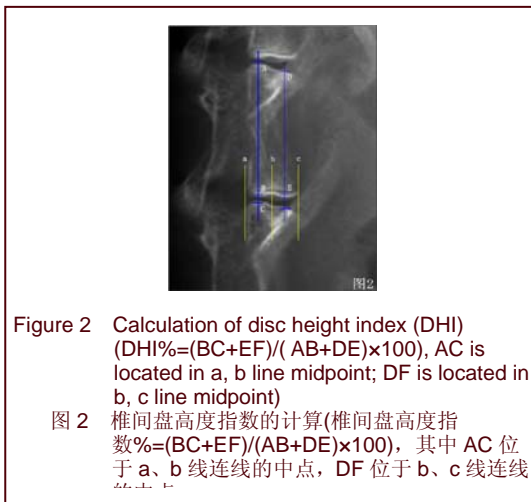 a b c
B E
C
图2
Figure 2 Calculation of disc height index (DHI)
(DHI%=(BC+EF)/( AB+DE)×100), AC is
located in a, b line midpoint; DF is located in
b, c line midpoint)
图 2 椎间盘高度指数的计算(椎间盘高度指
数%=(BC+EF)/(AB+DE)×100)，其中 AC 位
于 a、b 线连线的中点，DF 位于 b、c 线连线